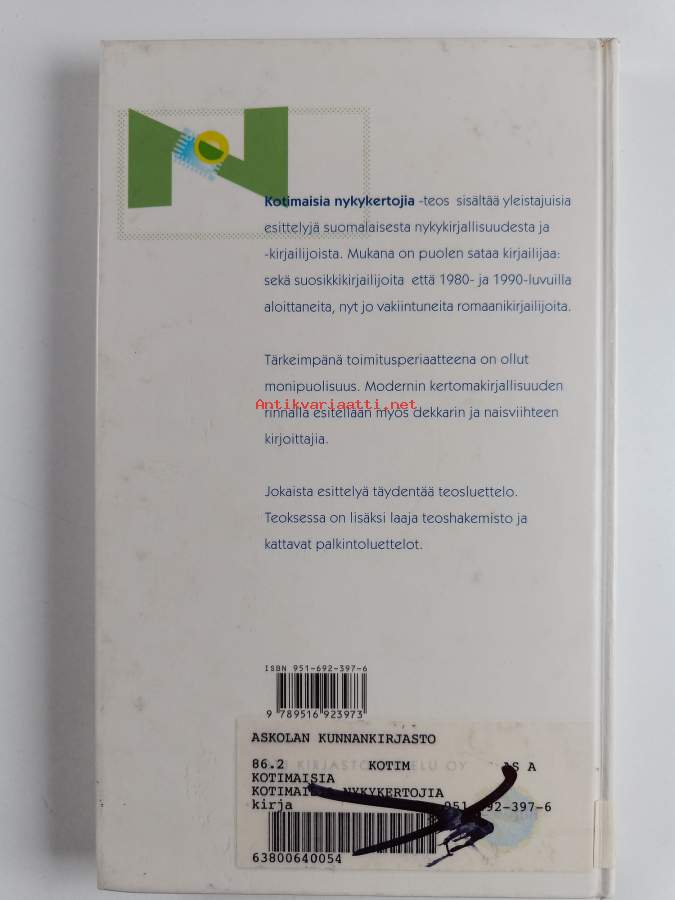 N
Kotimaisia nykykertojia -teos sisältää yleistajuisia
esittelyjä suomalaisesta nykykirjallisuudesta ja
-kirjailijoista. Mukana on puolen sataa kirjailijaa:
sekä suosikkikirjailijoita että 1980- ja 1990-luvuilla
aloittaneita, nyt jo vakiintuneita romaanikirjailijoita.
Tärkeimpänä toimitusperiaatteena on ollut
monipuolisuus. Modernin kertomakirjallisuuden
Antikvariaatti.net
rinnalla esitellään myös dekkarin ja naisviihteen
kirjoittajia.
Jokaista esittelyä täydentää teosluettelo.
Teoksessa on lisäksi laaja teoshakemisto ja
kattavat palkintoluettelot.
ISBN 951-692-397-6
9 789516 923973
ASKOLAN KUNNANKIRJASTO
KIRJASTOPALVELU OY
86.2 KOTIM A
KOTIMAISIA
KOTIMAISIA NYKYKERTOJIA
kirja 951-692-397-6
63800640054